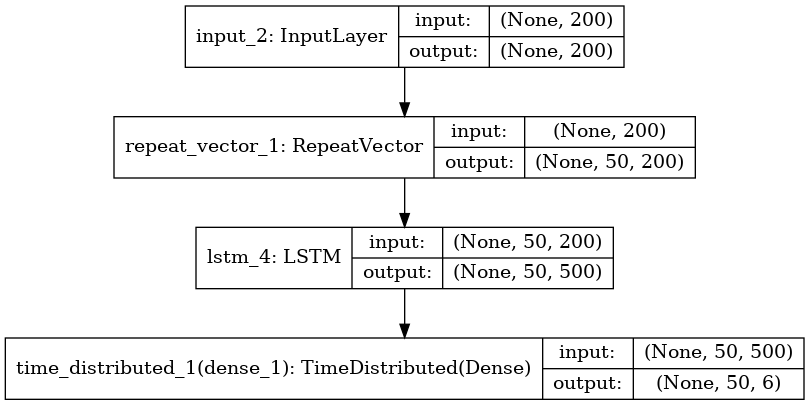 input_2: InputLayer
input: (None, 200)
output: (None, 200)
repeat_vector_1: RepeatVector
input: (None, 200)
output: (None, 50, 200)
lstm_4: LSTM
input: (None, 50, 200)
output: (None, 50, 500)
time_distributed_1(dense_1): TimeDistributed(Dense)
input: (None, 50, 500)
output: (None, 50, 6)